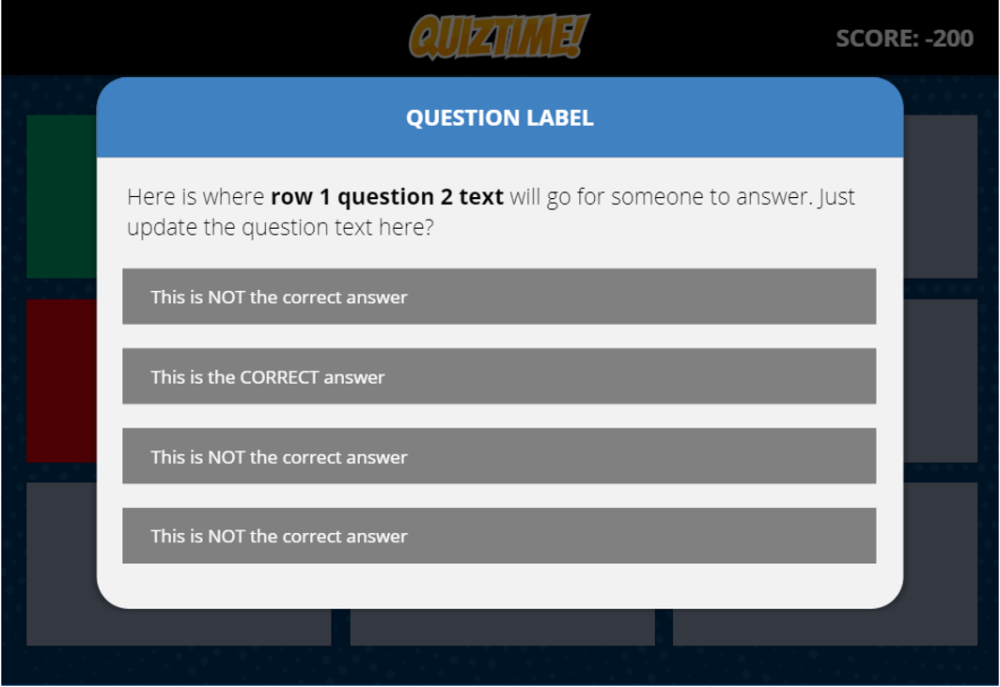 QUIZTIME!
SCORE: -200
QUESTION LABEL
Here is where row 1 question 2 text will go for someone to answer. Just
update the question text here?
This is NOT the correct answer
This is the CORRECT answer
This is NOT the correct answer
This is NOT the correct answer